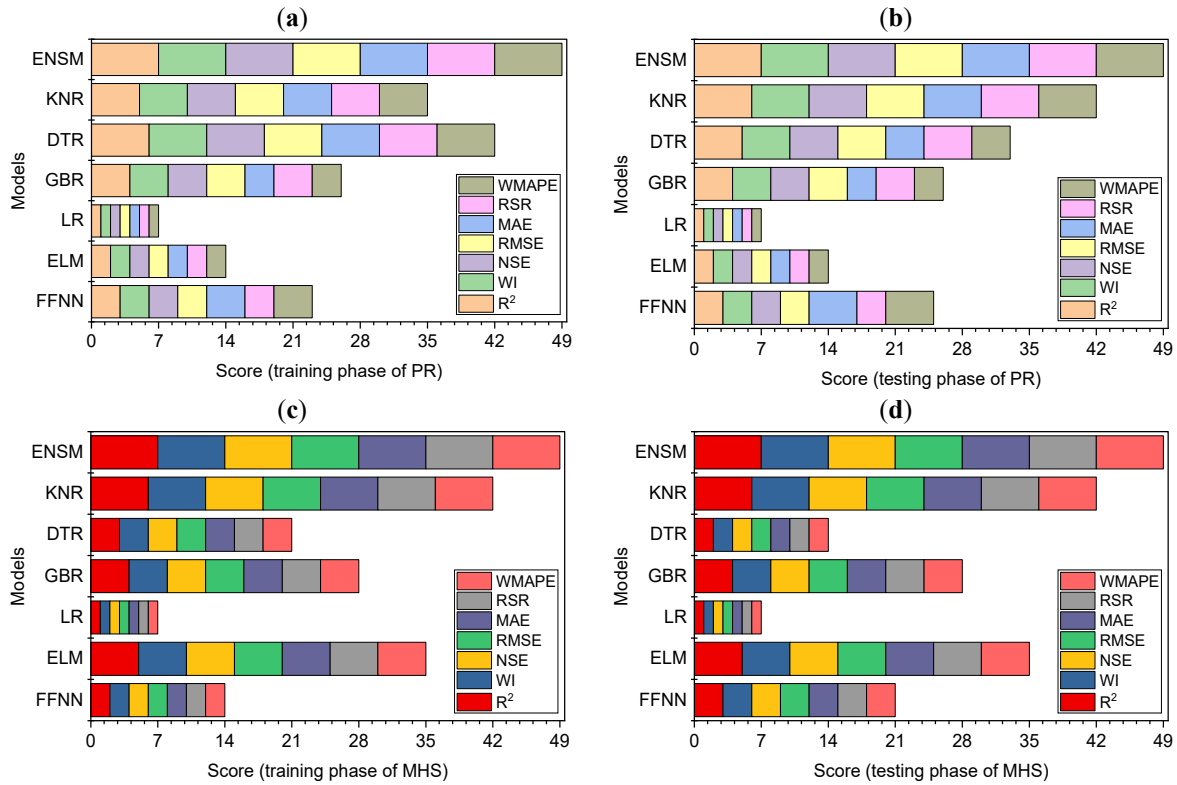 (a)
ENSM
KNR
DTR
GBR
LR
ELM
FFNN
Models
WMAPE
RSR
MAE
RMSE
NSE
WI
R²
0 7 14 21 28 35 42 49
Score (training phase of PR)
(b)
ENSM
KNR
DTR
GBR
LR
ELM
FFNN
Models
WMAPE
RSR
MAE
RMSE
NSE
WI
R²
0 7 14 21 28 35 42 49
Score (testing phase of PR)
(c)
ENSM
KNR
DTR
GBR
LR
ELM
FFNN
Models
WMAPE
RSR
MAE
RMSE
NSE
WI
R²
0 7 14 21 28 35 42 49
Score (training phase of MHS)
(d)
ENSM
KNR
DTR
GBR
LR
ELM
FFNN
Models
WMAPE
RSR
MAE
RMSE
NSE
WI
R²
0 7 14 21 28 35 42 49
Score (testing phase of MHS)